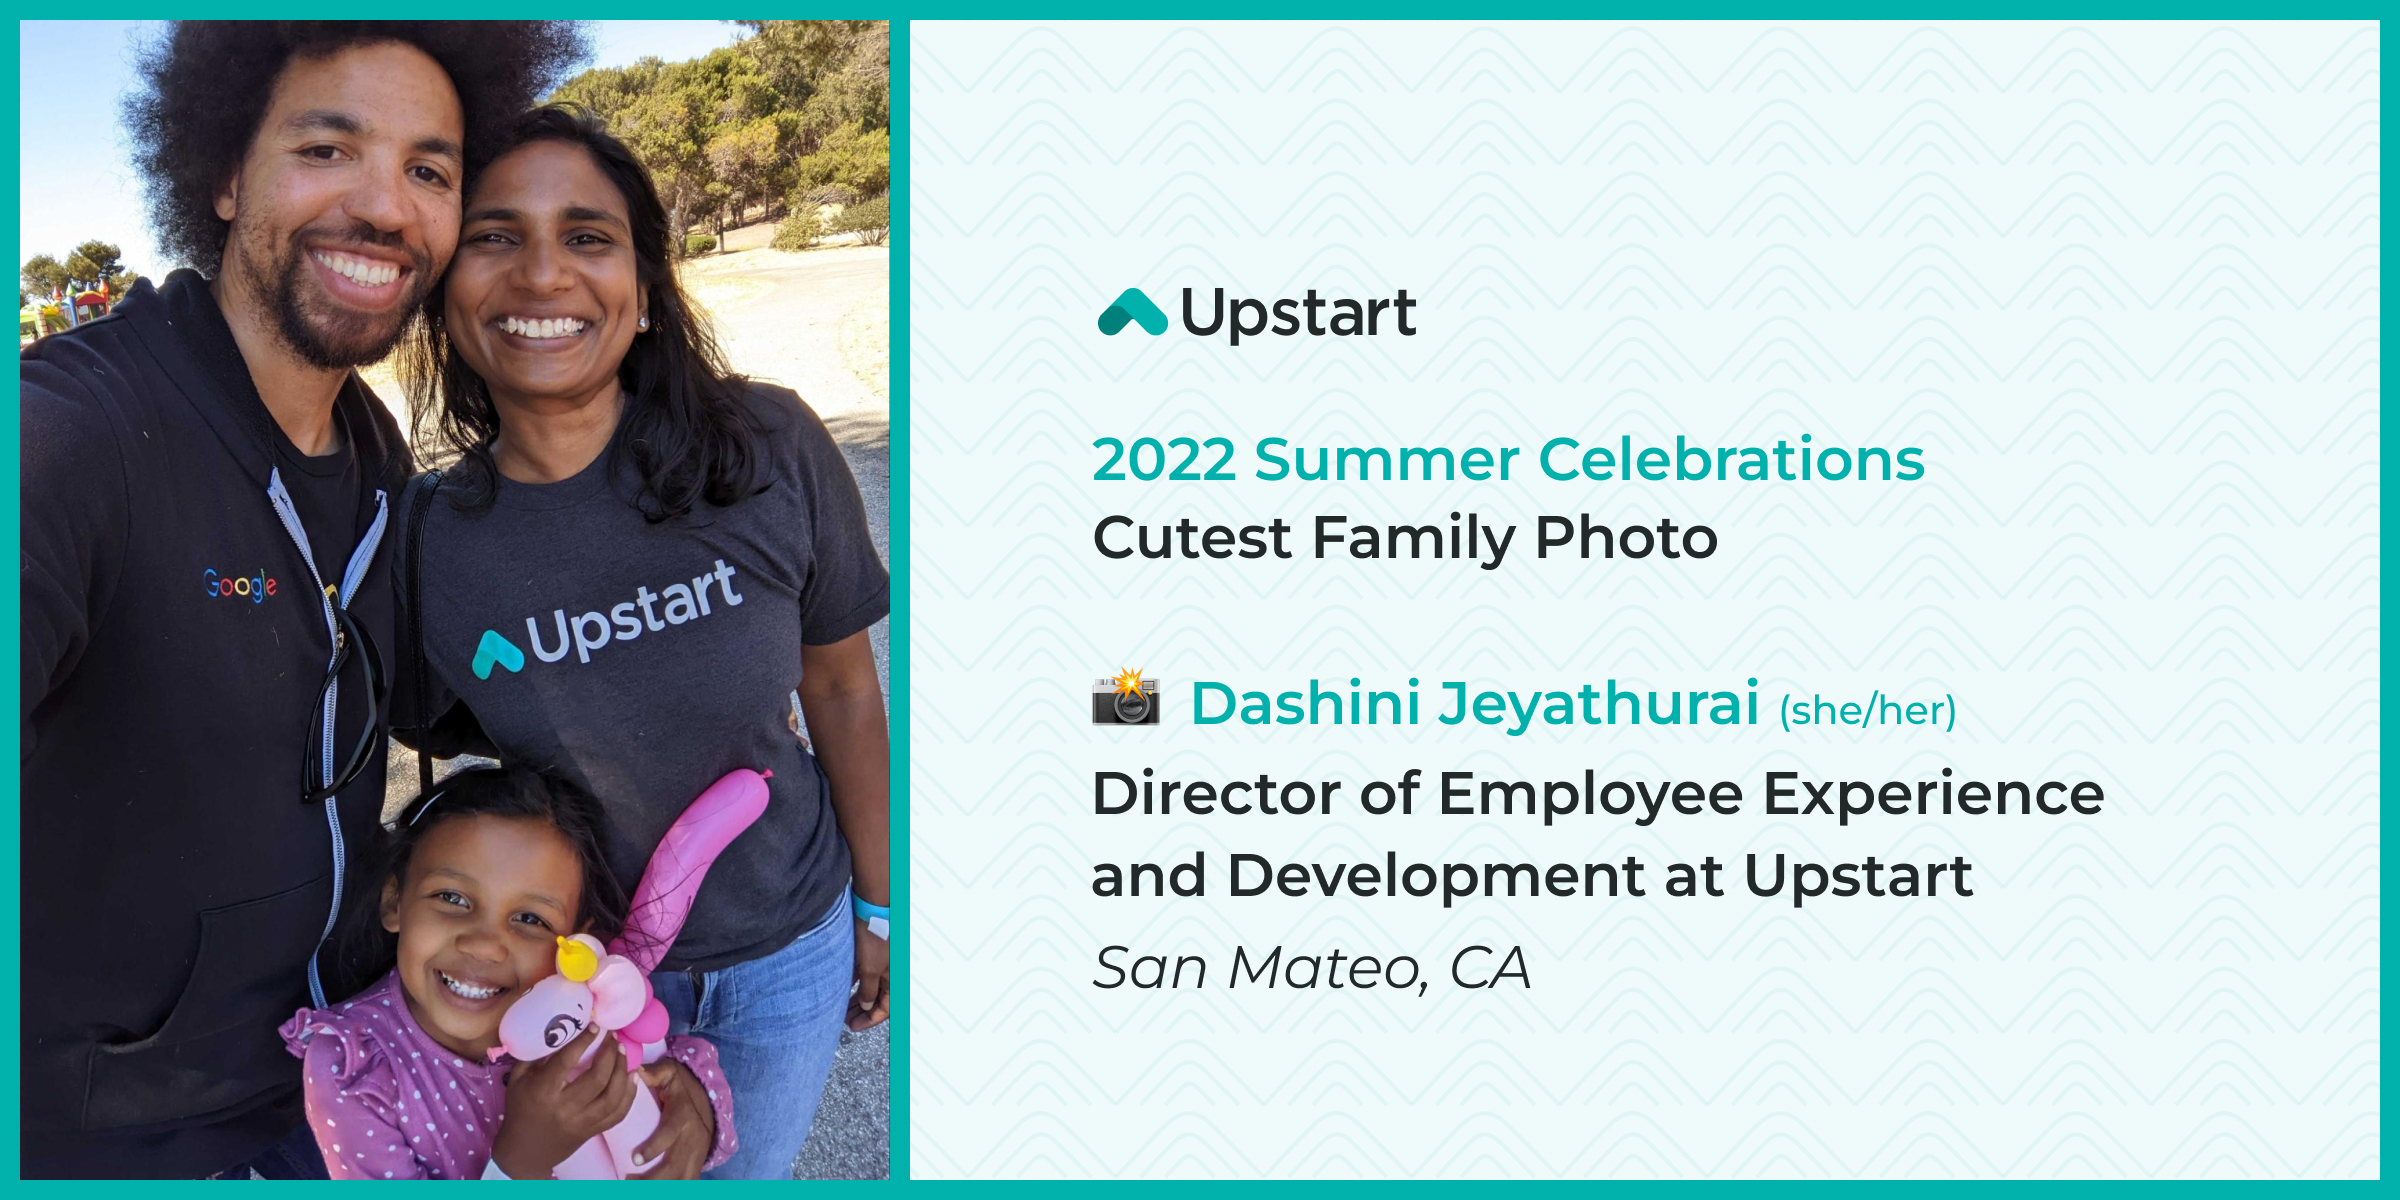 Google
Upstart
Upstart
2022 Summer Celebrations
Cutest Family Photo
Dashini Jeyathurai (she/her)
Director of Employee Experience
and Development at Upstart
San Mateo, CA